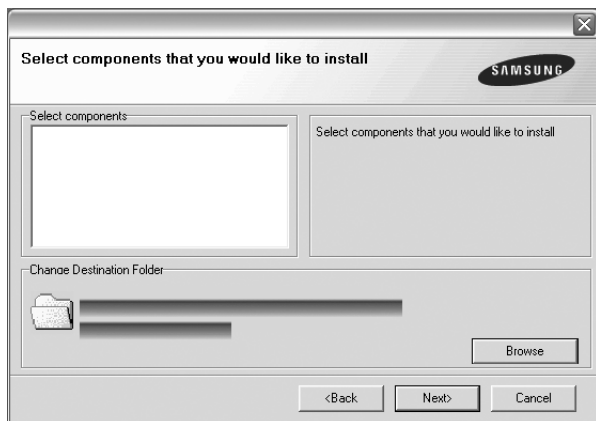 Select components that you would like to install
SAMSUNG
Select components
Select components that you would like to install
Change Destination Folder
Browse
<Back
Next>
Cancel